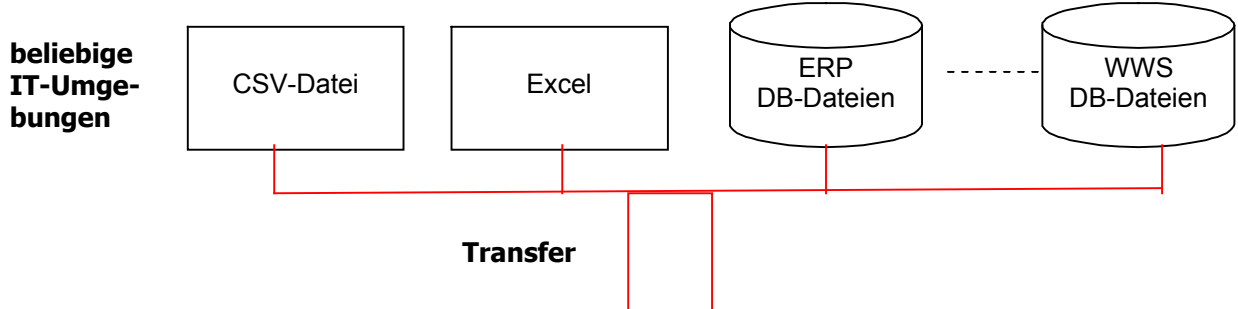 beliebige
IT-Umge-
bungen
CSV-Datei
Excel
ERP
DB-Dateien
WWS
DB-Dateien
Transfer